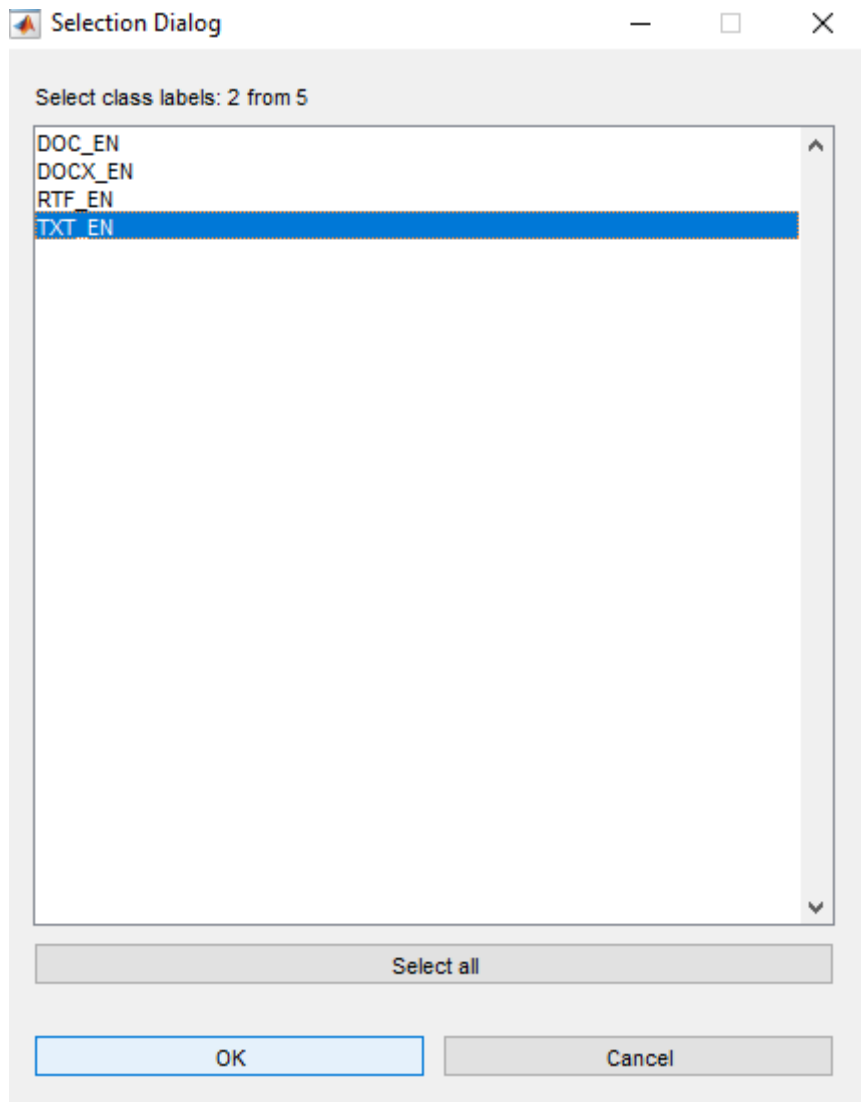 Selection Dialog
Select class labels: 2 from 5
DOC_EN
DOCX_EN
RTF_EN
TXT_EN
Select all
OK Cancel